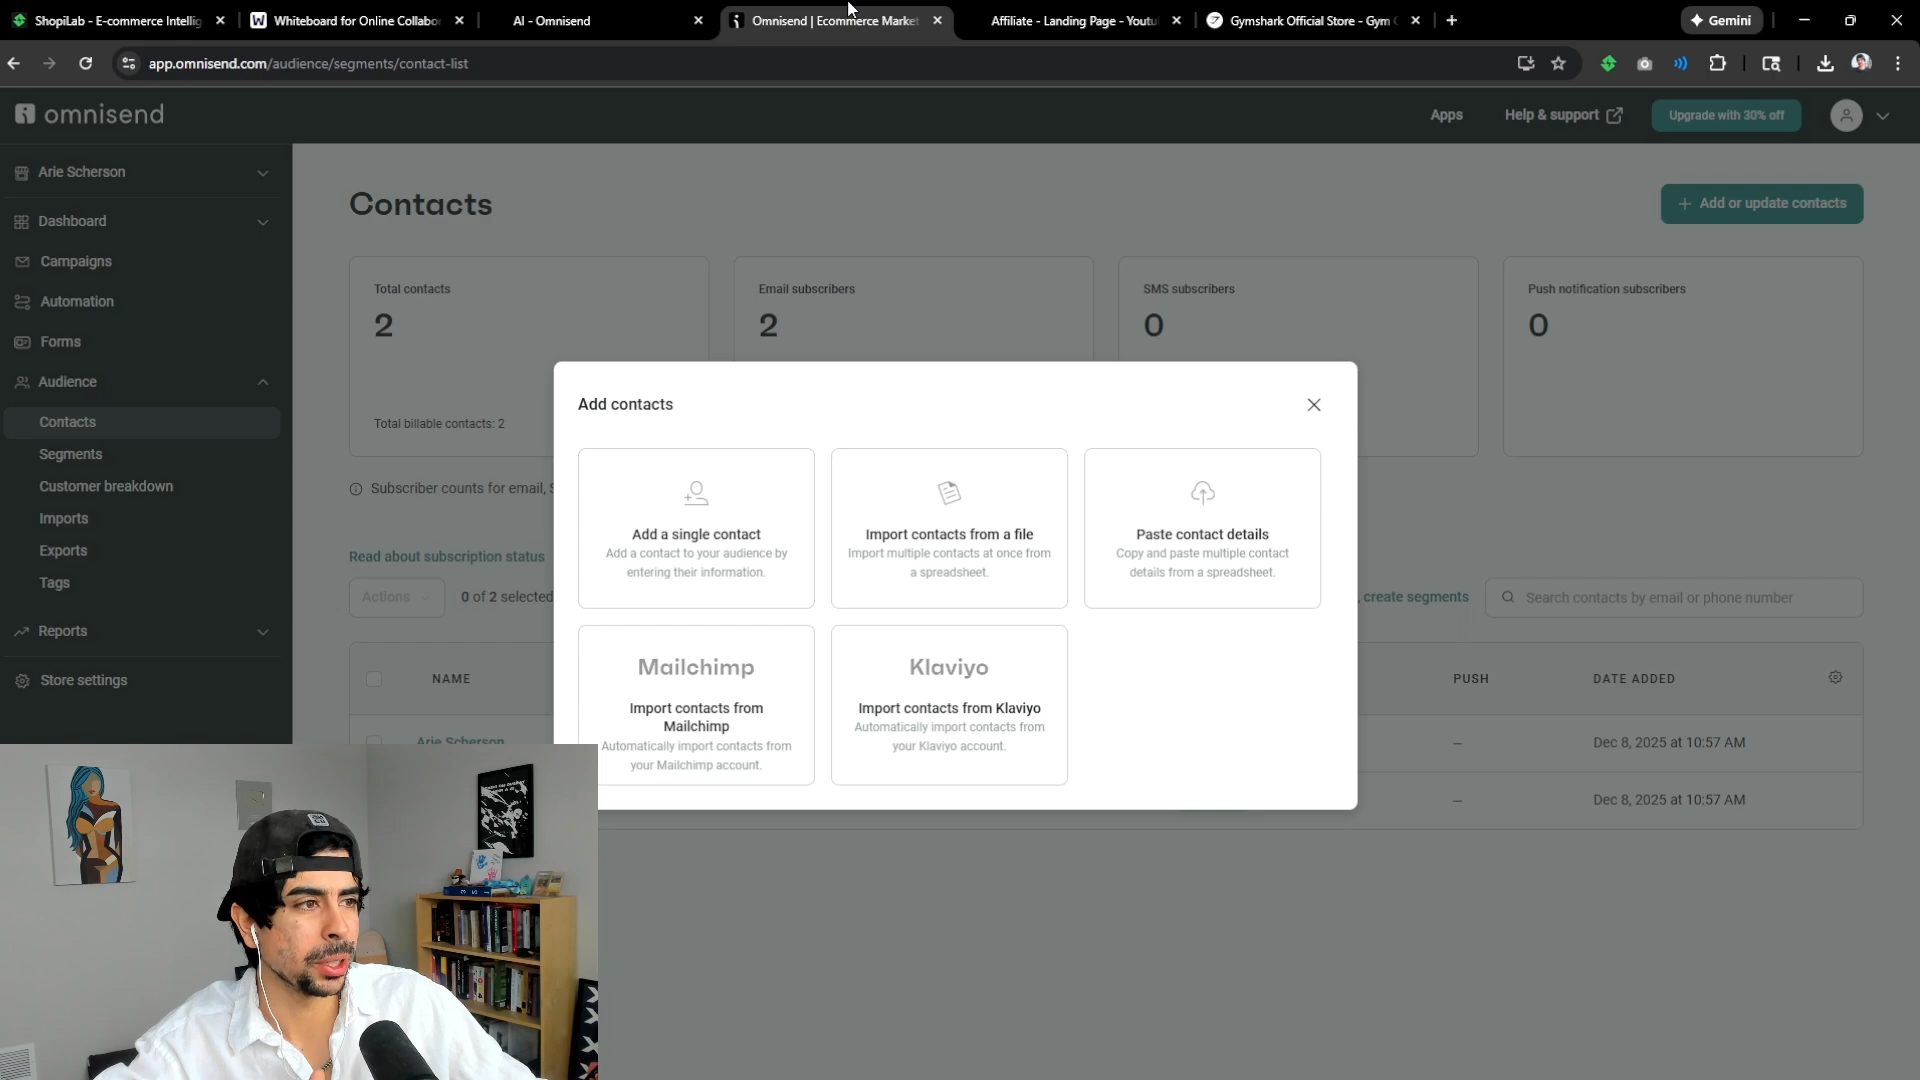 ShopiLab - E-commerce Intellig
Whiteboard for Online Collabo
AI - Omnisend
Omnisend | Ecommerce Market
Affiliate - Landing Page - Youtu
Gymshark Official Store - Gym C
Gemini
app.omnisend.com/audience/segments/contact-list
omnisend
Apps
Help & support
Upgrade with 30% off
Arie Scherson
Dashboard
Campaigns
Automation
Forms
Audience
Contacts
Segments
Customer breakdown
Imports
Exports
Tags
Reports
Store settings
Contacts
+ Add or update contacts
Total contacts
2
Total billable contacts: 2
Email subscribers
2
SMS subscribers
0
Push notification subscribers
0
Subscriber counts for email, S
Read about subscription status
Actions
0 of 2 selected
, create segments
Search contacts by email or phone number
NAME
PUSH
DATE ADDED
Arie Scherson
–
Dec 8, 2025 at 10:57 AM
–
Dec 8, 2025 at 10:57 AM
Add contacts
Add a single contact
Add a contact to your audience by
entering their information.
Import contacts from a file
Import multiple contacts at once from
a spreadsheet.
Paste contact details
Copy and paste multiple contact
details from a spreadsheet.
Mailchimp
Import contacts from
Mailchimp
Automatically import contacts from
your Mailchimp account.
Klaviyo
Import contacts from Klaviyo
Automatically import contacts from
your Klaviyo account.